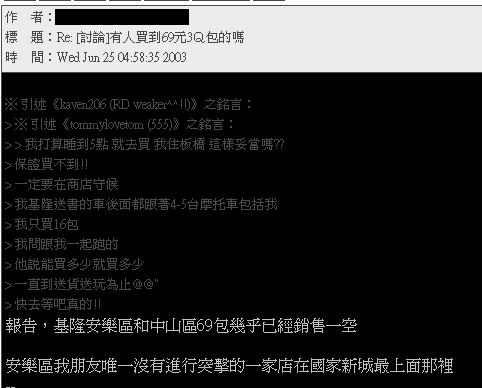 作　者：
標　題：Re: [討論]有人買到69元3Q包的嗎
時　間：Wed Jun 25 04:58:35 2003
※ 引述《kaven206 (RD weaker^^!!)》之銘言：
> ※ 引述《tommylovetom (555)》之銘言：
> > 我打算睡到5點 就去買 我住板橋 這樣妥當嗎??
> 保證買不到!!
> 一定要在商店守候
> 我基隆送書的車後面都跟著4-5台摩托車包括我
> 我只買16包
> 我問跟我一起跑的
> 他說能買多少就買多少
> 一直到送貨送玩為止@@"
> 快去等吧真的!!
報告，基隆安樂區和中山區69包幾乎已經銷售一空
安樂區我朋友唯一沒有進行突擊的一家店在國家新城最上面那裡